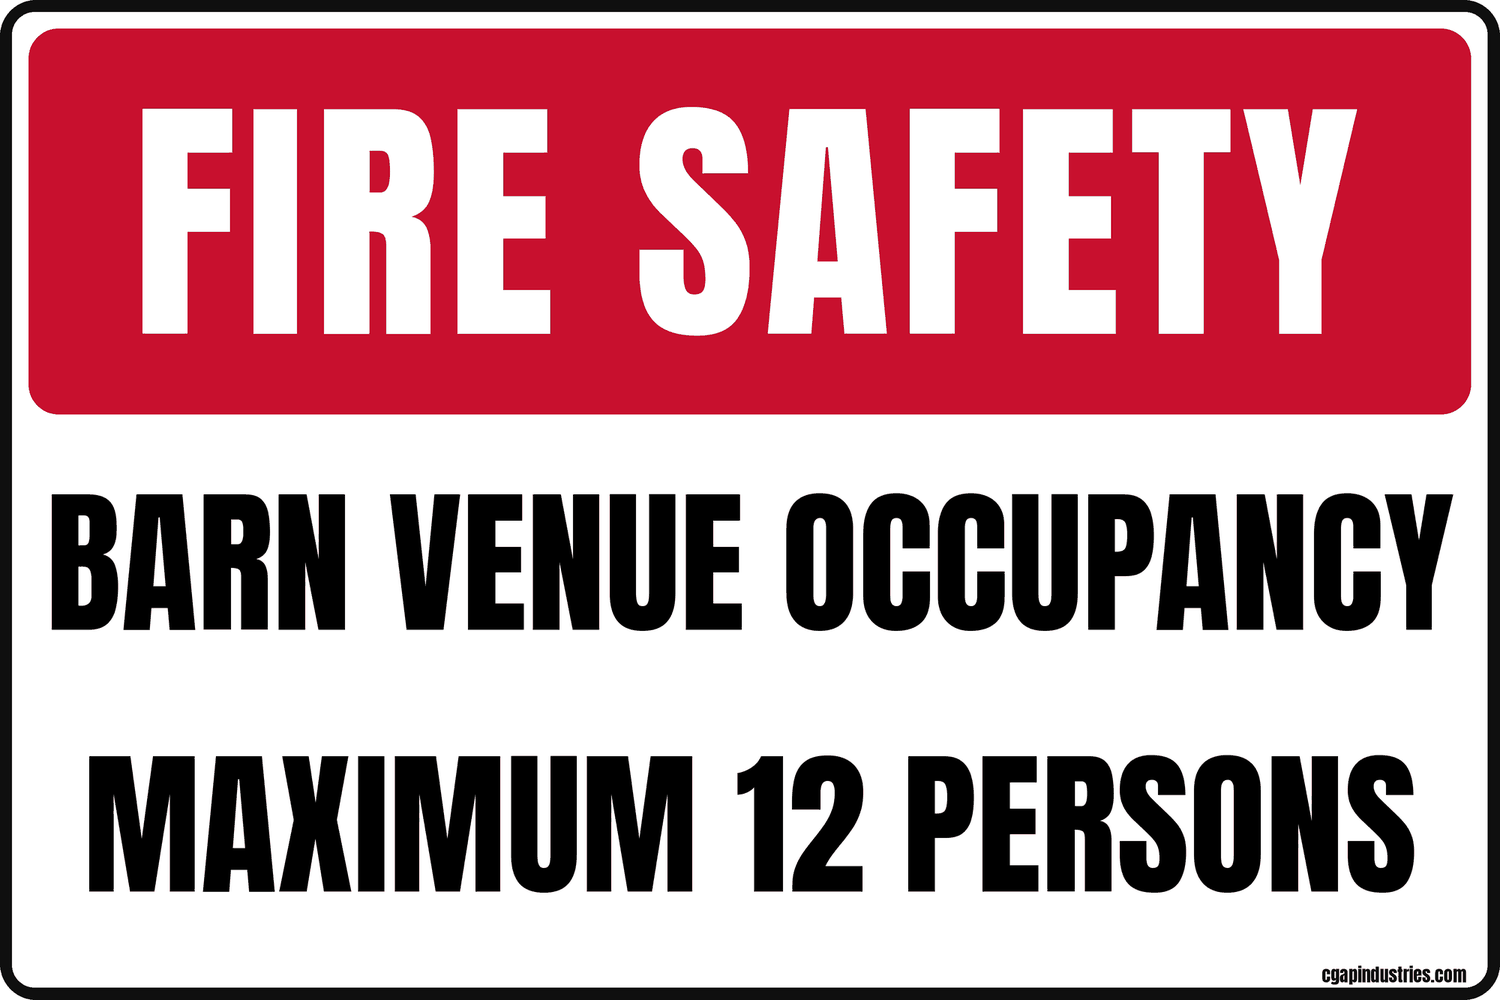 FIRE SAFETY
BARN VENUE OCCUPANCY
MAXIMUM 12 PERSONS
cgapindustries.com